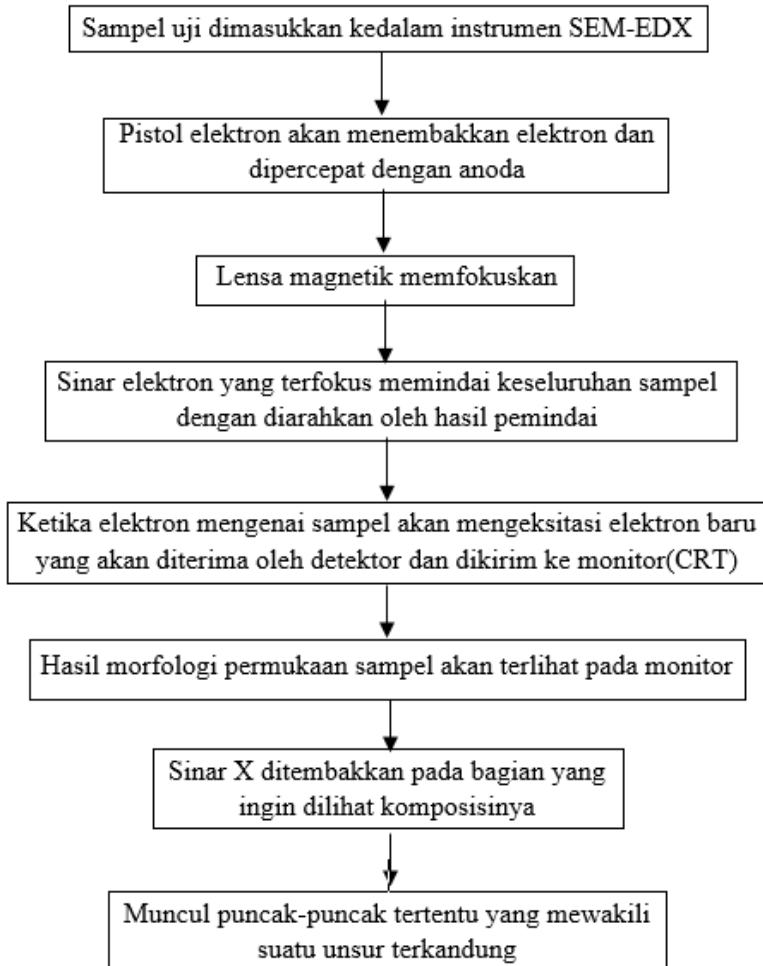 Sampel uji dimasukkan kedalam instrumen SEM-EDX
Pistol elektron akan menembakkan elektron dan
dipercepat dengan anoda
Lensa magnetik memfokuskan
Sinar elektron yang terfokus memindai keseluruhan sampel
dengan diarahkan oleh hasil pemindai
Ketika elektron mengenai sampel akan mengeksitasi elektron baru
yang akan diterima oleh detektor dan dikirim ke monitor(CRT)
Hasil morfologi permukaan sampel akan terlihat pada monitor
Sinar X ditembakkan pada bagian yang
ingin dilihat komposisinya
Muncul puncak-puncak tertentu yang mewakili
suatu unsur terkandung